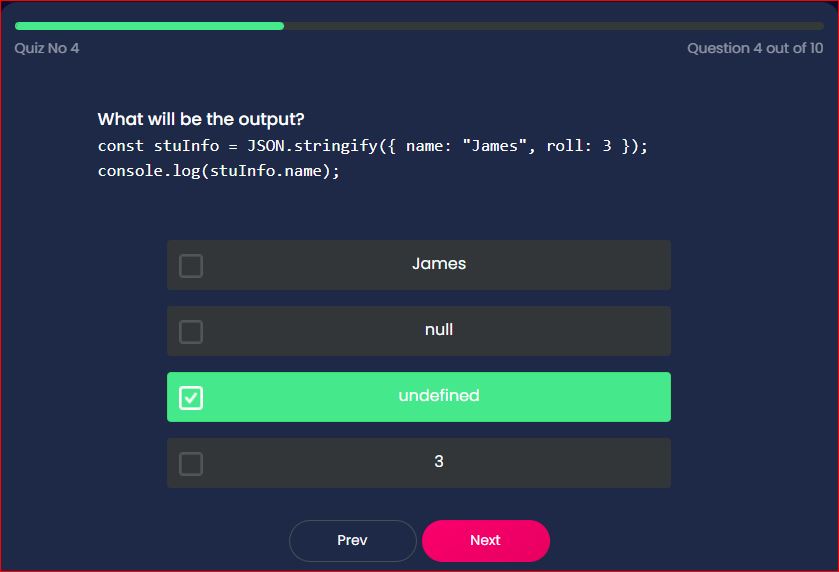 Quiz No 4
Question 4 out of 10
What will be the output?
const stuInfo = JSON.stringify({ name: "James", roll: 3 });
console.log(stuInfo.name);
James
null
undefined
3
Prev
Next